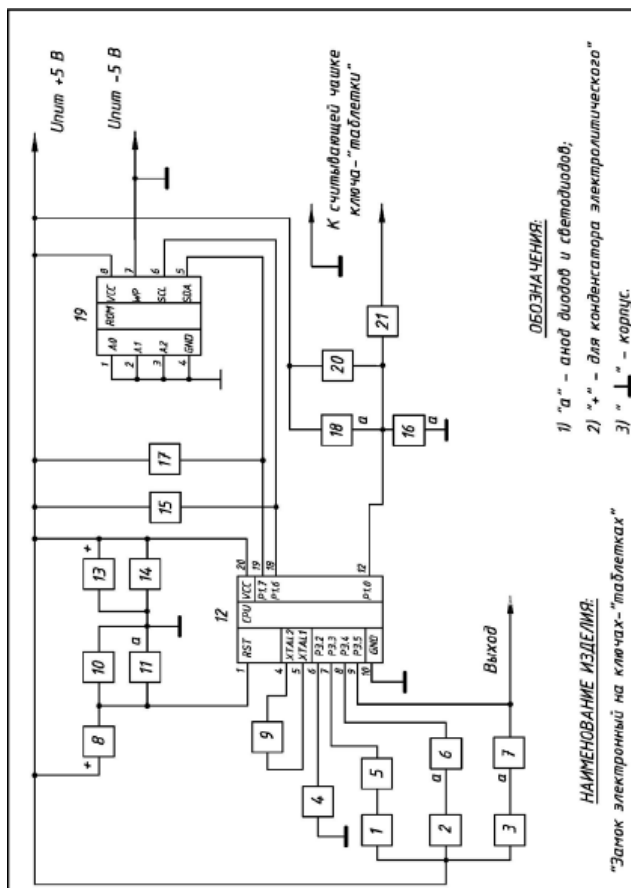 Uпит +5 В
Uпит -5 В
19
1 A0 ROM VCC 8
2 A1 WP 7
3 A2 SCL 6
4 GND SDA 5
К считывающей чашке
ключа-"таблетки"
17
15
20
21
18 а
16 а
+ 13
14
10
а 11
+ 8
12
CPU
1 RST VCC 20
P1.7 19
P1.6 18
4 XTAL2
5 XTAL1
6 P3.2
7 P3.3
8 P3.4
9 P3.5
10 GND
P1.0 12
9
4
5
1
а 6
2
а 7
3
Выход
ОБОЗНАЧЕНИЯ:
1) "а" - анод диодов и светодиодов;
2) "+" - для конденсатора электролитического"
3) "⊥" - корпус.
НАИМЕНОВАНИЕ ИЗДЕЛИЯ:
"Замок электронный на ключах-"таблетках"